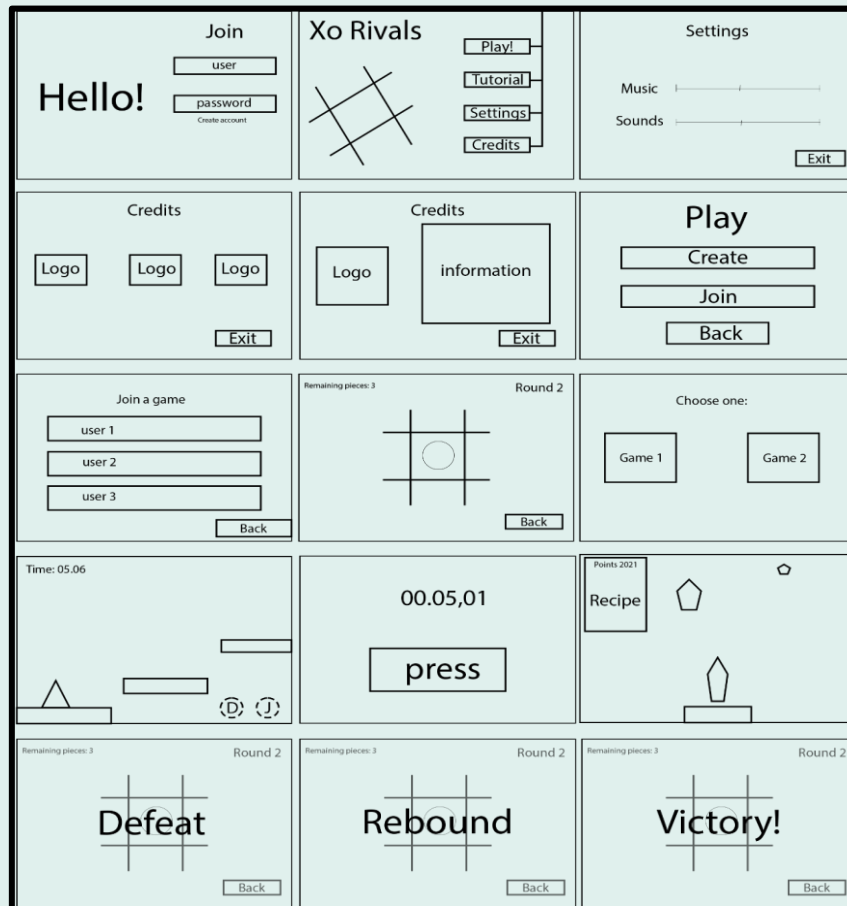 Join
Hello!
user
password
Create account
Xo Rivals
Play!
Tutorial
Settings
Credits
Settings
Music
Sounds
Exit
Credits
Logo Logo Logo
Exit
Credits
Logo
information
Exit
Play
Create
Join
Back
Join a game
user 1
user 2
user 3
Back
Remaining pieces: 3 Round 2
Back
Choose one:
Game 1 Game 2
Time: 05.06
D J
00.05,01
press
Points 2021
Recipe
Remaining pieces: 3 Round 2
Defeat
Back
Remaining pieces: 3 Round 2
Rebound
Back
Remaining pieces: 3 Round 2
Victory!
Back